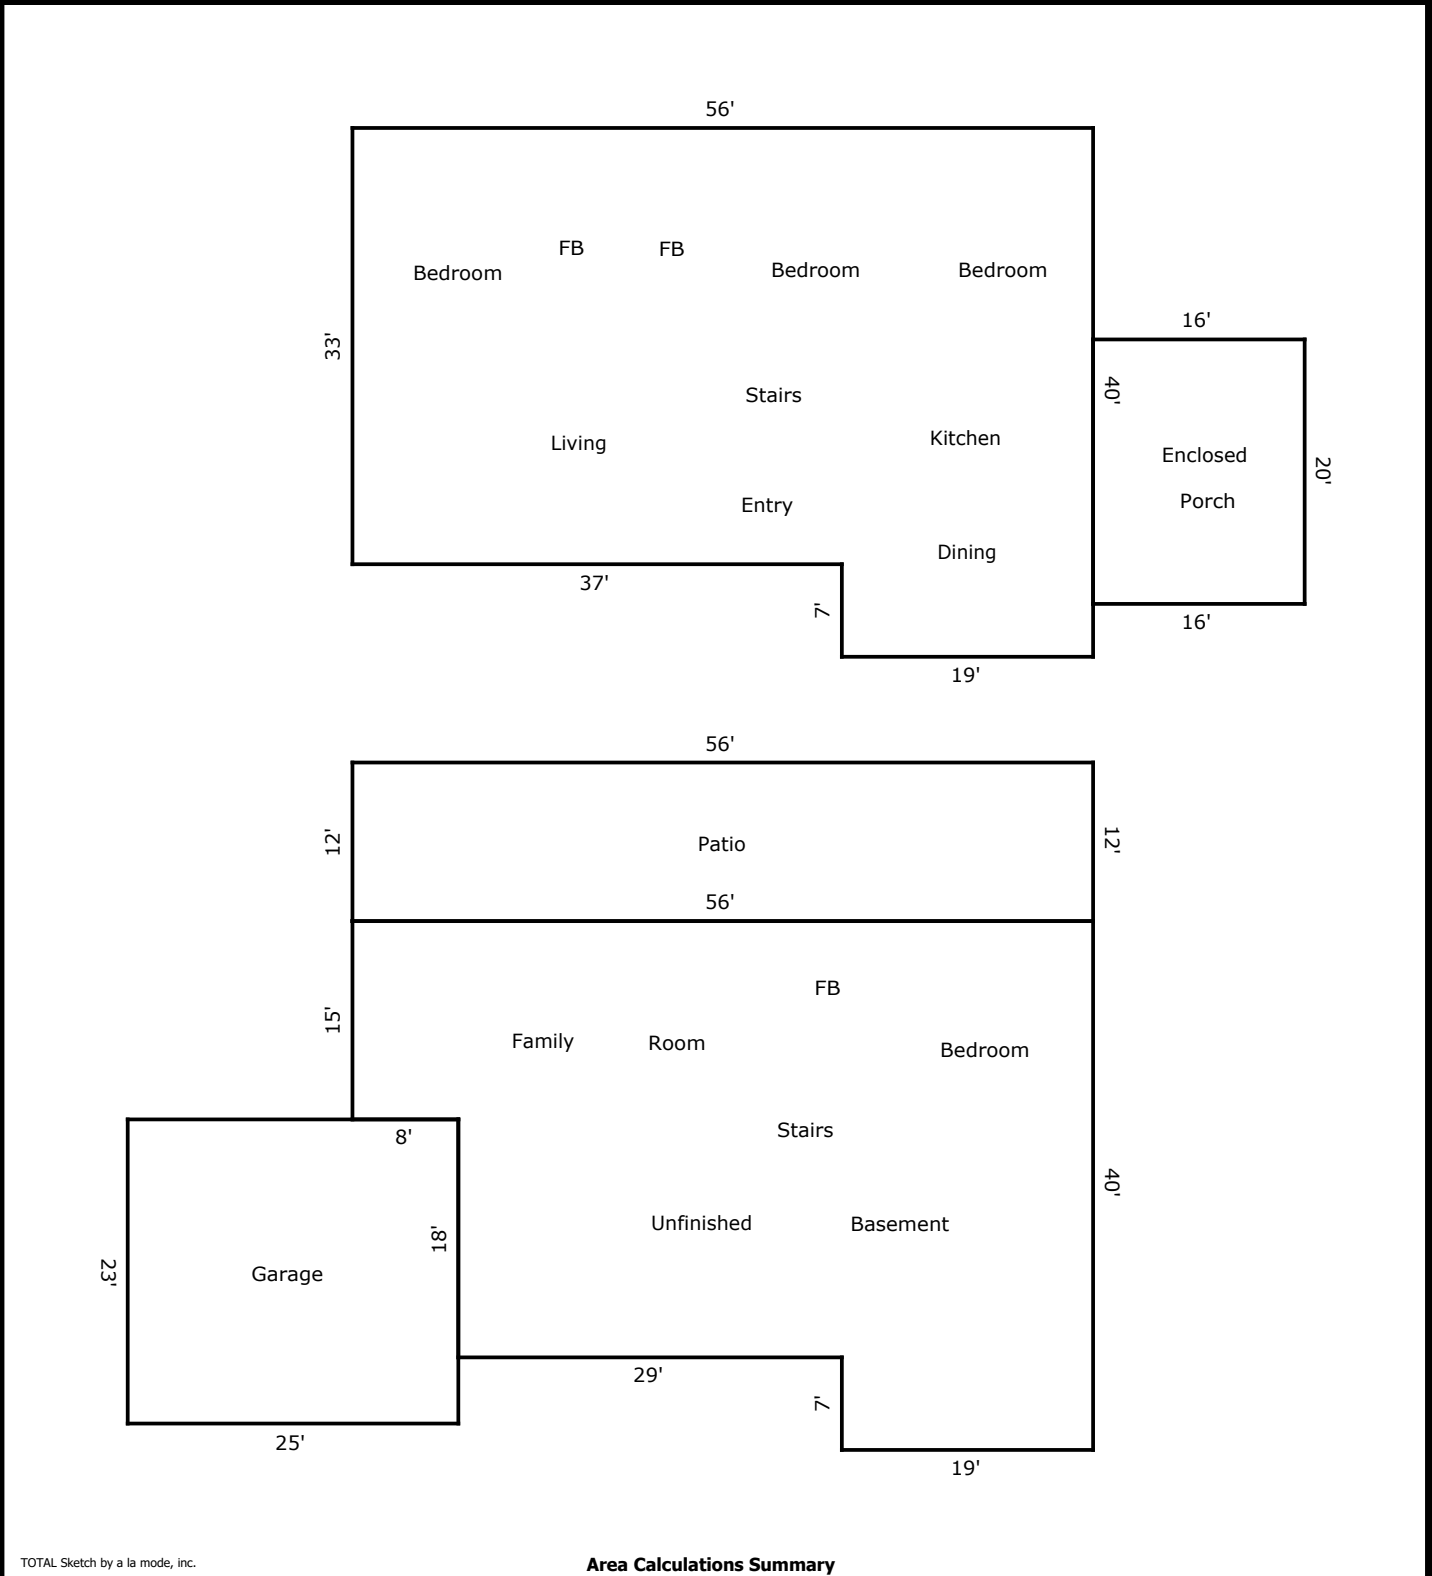 56'
FB
FB
Bedroom
Bedroom
Bedroom
16'
33'
40'
Stairs
Kitchen
Living
Enclosed
20'
Porch
Entry
Dining
37'
7'
16'
19'
56'
12'
Patio
12'
56'
FB
15'
Family Room
Bedroom
Stairs
8'
40'
Unfinished Basement
18'
23'
Garage
29'
7'
25'
19'
TOTAL Sketch by a la mode, inc.
Area Calculations Summary